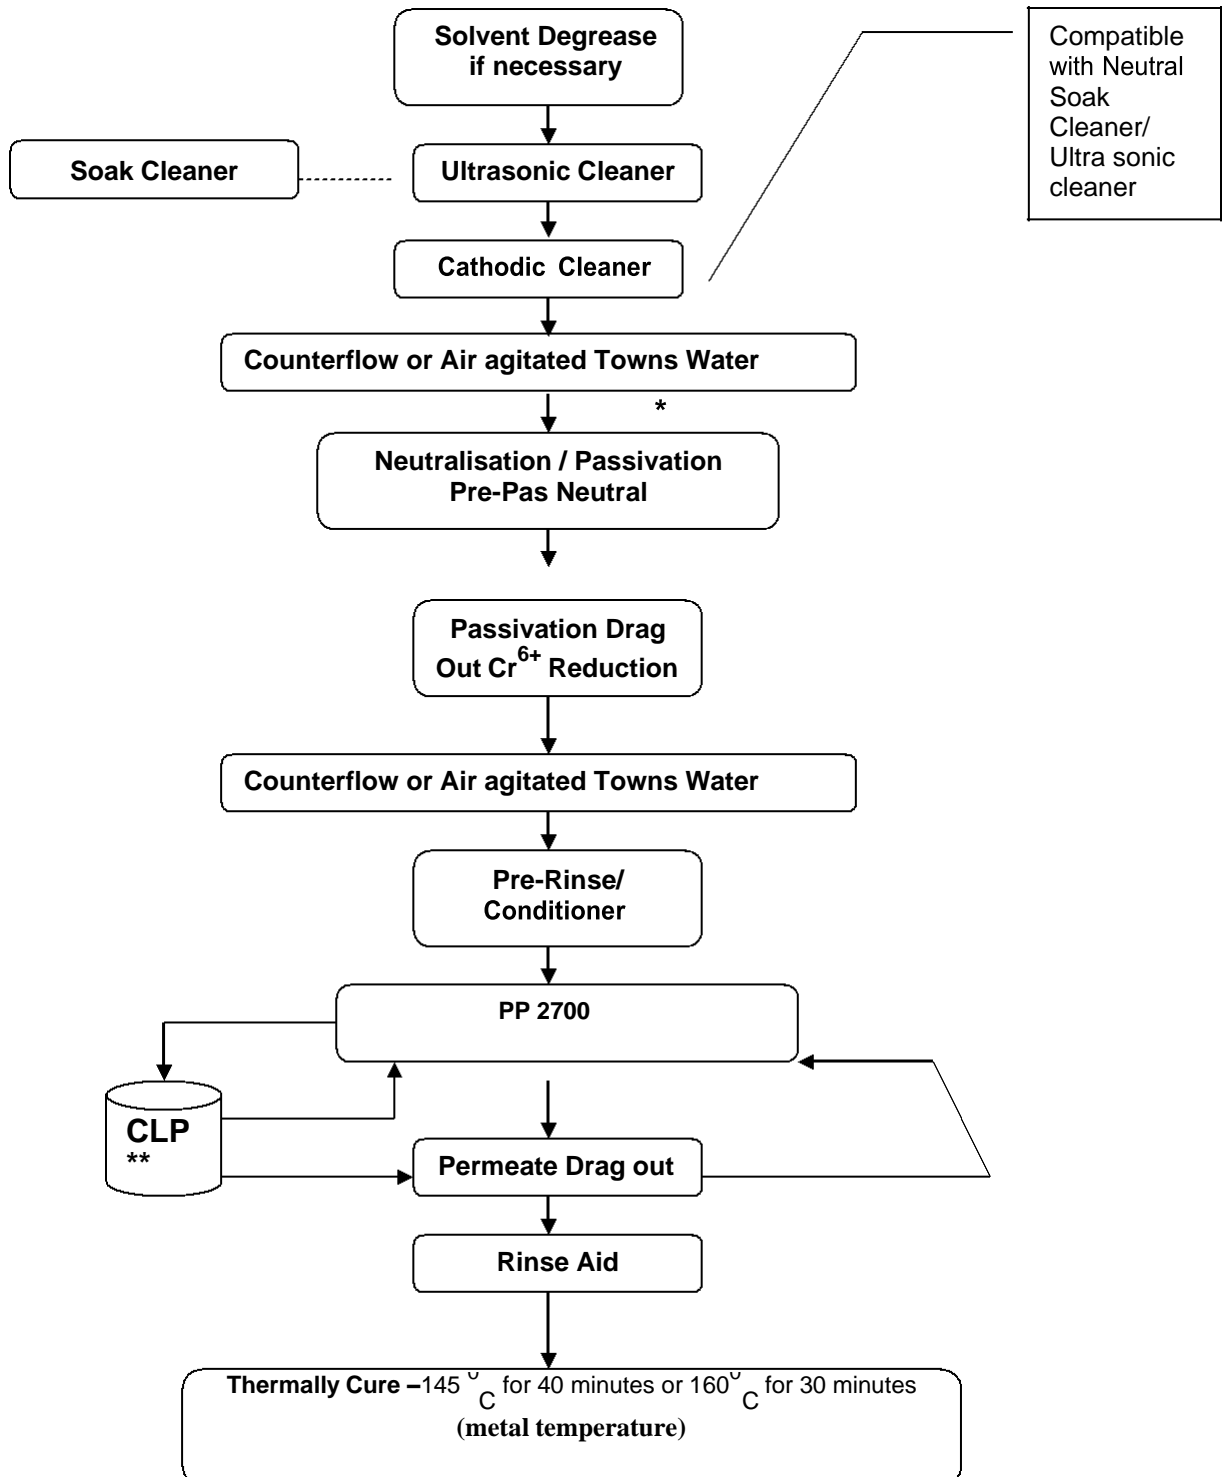 Solvent Degrease
if necessary
Compatible
with Neutral
Soak
Cleaner/
Ultra sonic
cleaner
Soak Cleaner
Ultrasonic Cleaner
Cathodic Cleaner
Counterflow or Air agitated Towns Water
*
Neutralisation / Passivation
Pre-Pas Neutral
Passivation Drag
Out Cr6+ Reduction
Counterflow or Air agitated Towns Water
Pre-Rinse/
Conditioner
PP 2700
CLP
**
Permeate Drag out
Rinse Aid
Thermally Cure –145 0C for 40 minutes or 1600C for 30 minutes
(metal temperature)